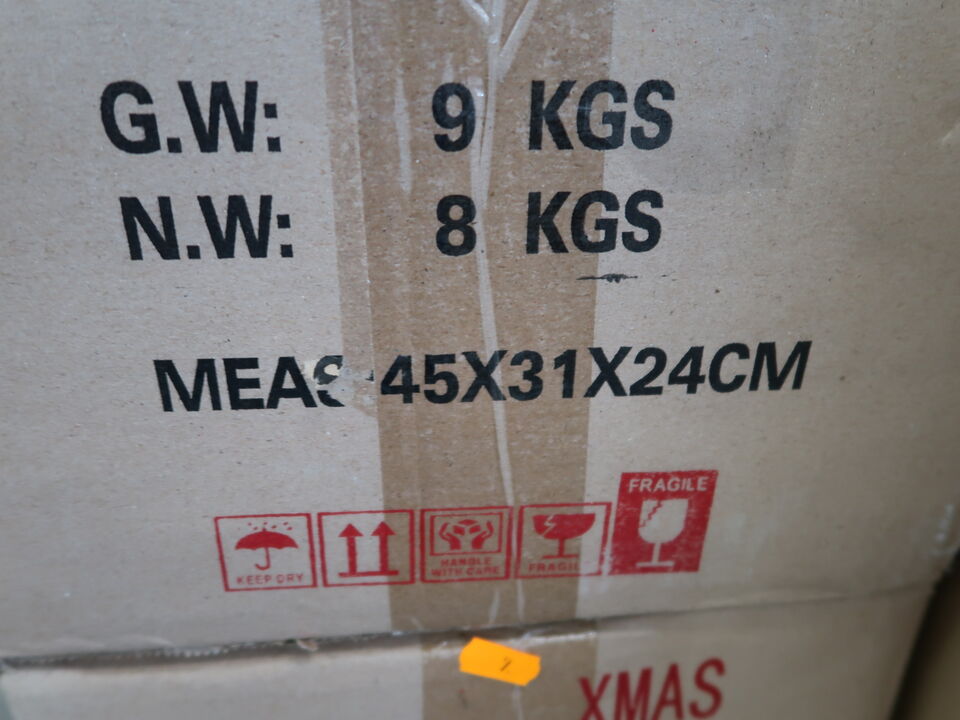 G.W: 9 KGS
N.W: 8 KGS
MEAS 45X31X24CM
FRAGILE
KEEP DRY
HANDLE
WITH CARE
FRAGILE
XMAS